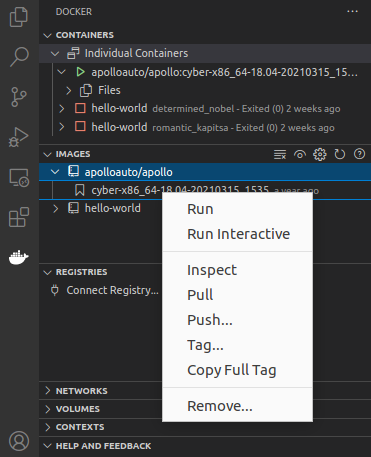 DOCKER
CONTAINERS
Individual Containers
apolloauto/apollo:cyber-x86_64-18.04-20210315_15...
Files
hello-world determined_nobel - Exited (0) 2 weeks ago
hello-world romantic_kapitsa - Exited (0) 2 weeks ago
IMAGES
apolloauto/apollo
cyber-x86_64-18.04-20210315_1535 a year ago
hello-world
Run
Run Interactive
Inspect
Pull
Push...
Tag...
Copy Full Tag
Remove...
REGISTRIES
Connect Registry...
NETWORKS
VOLUMES
CONTEXTS
HELP AND FEEDBACK